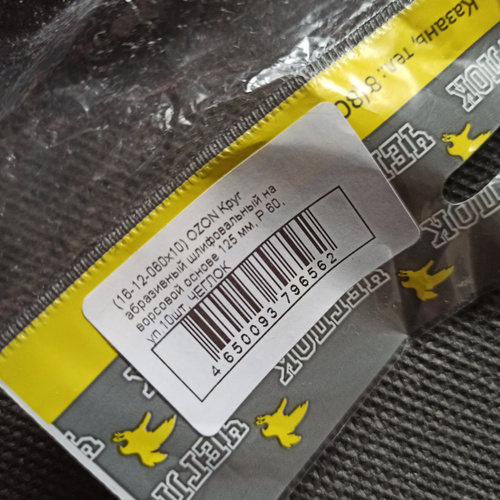 Казань, тел.: 8
ЧЕГЛОК
(16-12-060x10) OZON Круг
абразивный шлифовальный на
ворсовой основе 125 мм, P 60,
уп.10шт, ЧЕГЛОК
4 650093 796562